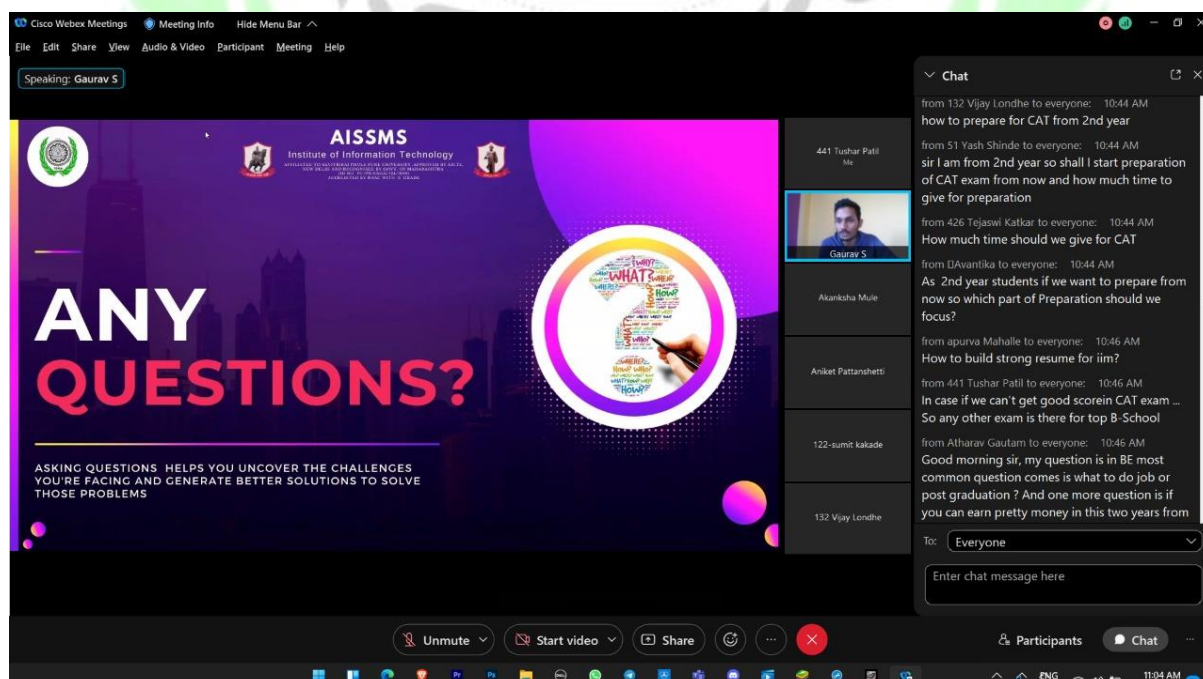 Cisco Webex Meetings Meeting Info Hide Menu Bar
File Edit Share View Audio & Video Participant Meeting Help
Speaking: Gaurav S
AISSMS
Institute of Information Technology
ANY
QUESTIONS?
WHAT?
HOW?
WHO?
ASKING QUESTIONS HELPS YOU UNCOVER THE CHALLENGES
YOU'RE FACING AND GENERATE BETTER SOLUTIONS TO SOLVE
THOSE PROBLEMS
441 Tushar Patil
Me
Gaurav S
Akanksha Mule
Aniket Pattanshetti
122-sumit kakade
132 Vijay Londhe
Chat
from 132 Vijay Londhe to everyone: 10:44 AM
how to prepare for CAT from 2nd year
from 51 Yash Shinde to everyone: 10:44 AM
sir I am from 2nd year so shall I start preparation
of CAT exam from now and how much time to
give for preparation
from 426 Tejaswi Katkar to everyone: 10:44 AM
How much time should we give for CAT
from Avantika to everyone: 10:44 AM
As 2nd year students if we want to prepare from
now so which part of Preparation should we
focus?
from apurva Mahalle to everyone: 10:46 AM
How to build strong resume for iim?
from 441 Tushar Patil to everyone: 10:46 AM
In case if we can't get good scorein CAT exam ...
So any other exam is there for top B-School
from Atharav Gautam to everyone: 10:46 AM
Good morning sir, my question is in BE most
common question comes is what to do job or
post graduation ? And one more question is if
you can earn pretty money in this two years from
To: Everyone
Enter chat message here
Unmute Start video Share Participants Chat
ENG 11:04 AM